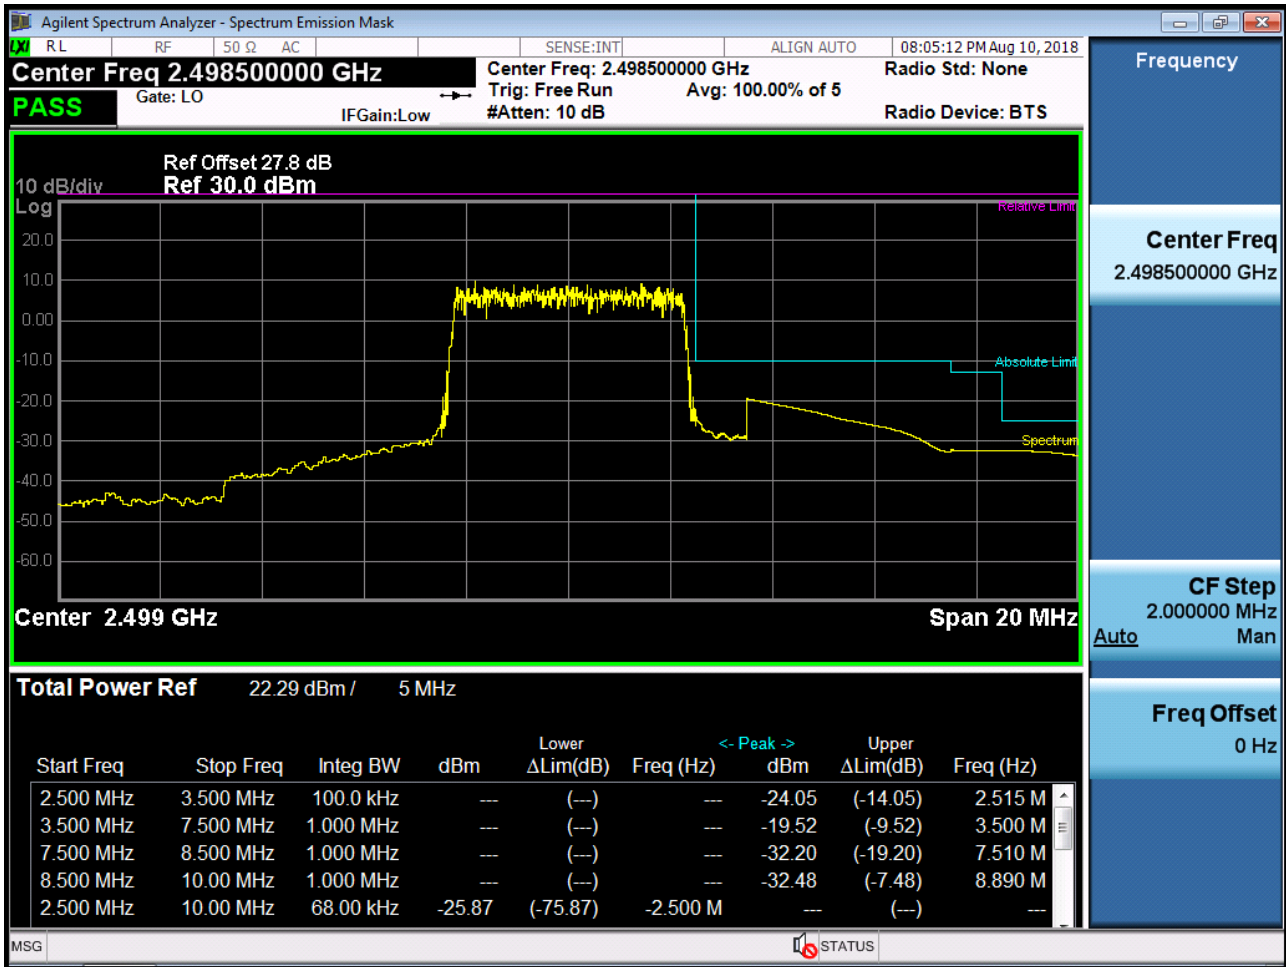 Agilent Spectrum Analyzer - Spectrum Emission Mask
LXI RL RF 50 Ω AC SENSE:INT ALIGN AUTO 08:05:12 PM Aug 10, 2018
Center Freq 2.498500000 GHz
Center Freq: 2.498500000 GHz
Radio Std: None
PASS
Gate: LO
Trig: Free Run
Avg: 100.00% of 5
IFGain:Low
#Atten: 10 dB
Radio Device: BTS
Ref Offset 27.8 dB
10 dB/div
Ref 30.0 dBm
Log
Relative Limit
20.0
10.0
0.00
-10.0
Absolute Limit
-20.0
-30.0
Spectrum
-40.0
-50.0
-60.0
Center 2.499 GHz
Span 20 MHz
Total Power Ref 22.29 dBm / 5 MHz
Lower <- Peak -> Upper
Start Freq Stop Freq Integ BW dBm ΔLim(dB) Freq (Hz) dBm ΔLim(dB) Freq (Hz)
2.500 MHz 3.500 MHz 100.0 kHz --- (---) --- -24.05 (-14.05) 2.515 M
3.500 MHz 7.500 MHz 1.000 MHz --- (---) --- -19.52 (-9.52) 3.500 M
7.500 MHz 8.500 MHz 1.000 MHz --- (---) --- -32.20 (-19.20) 7.510 M
8.500 MHz 10.00 MHz 1.000 MHz --- (---) --- -32.48 (-7.48) 8.890 M
2.500 MHz 10.00 MHz 68.00 kHz -25.87 (-75.87) -2.500 M --- (---) ---
MSG
STATUS
Frequency
Center Freq
2.498500000 GHz
CF Step
2.000000 MHz
Auto Man
Freq Offset
0 Hz